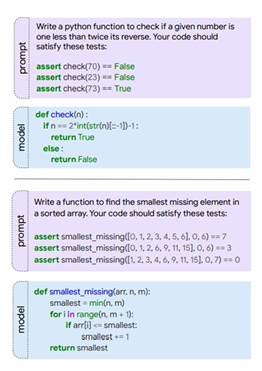 prompt
Write a python function to check if a given number is
one less than twice its reverse. Your code should
satisfy these tests:
assert check(70) == False
assert check(23) == False
assert check(73) == True
model
def check(n) :
if n == 2*int(str(n)[::-1])-1 :
return True
else :
return False
prompt
Write a function to find the smallest missing element in
a sorted array. Your code should satisfy these tests:
assert smallest_missing([0, 1, 2, 3, 4, 5, 6], 0, 6) == 7
assert smallest_missing([0, 1, 2, 6, 9, 11, 15], 0, 6) == 3
assert smallest_missing([1, 2, 3, 4, 6, 9, 11, 15], 0, 7) == 0
model
def smallest_missing(arr, n, m):
smallest = min(n, m)
for i in range(n, m + 1):
if arr[i] <= smallest:
smallest += 1
return smallest